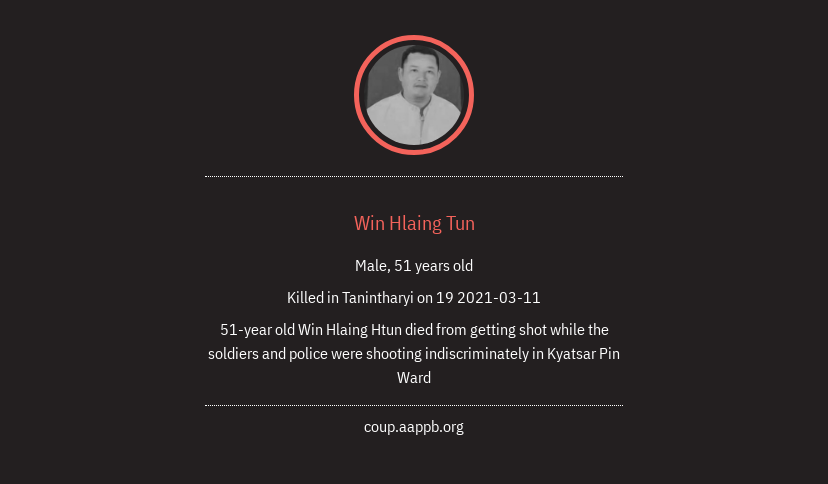 Win Hlaing Tun
Male, 51 years old
Killed in Tanintharyi on 19 2021-03-11
51-year old Win Hlaing Htun died from getting shot while the
soldiers and police were shooting indiscriminately in Kyatsar Pin
Ward
coup.aappb.org